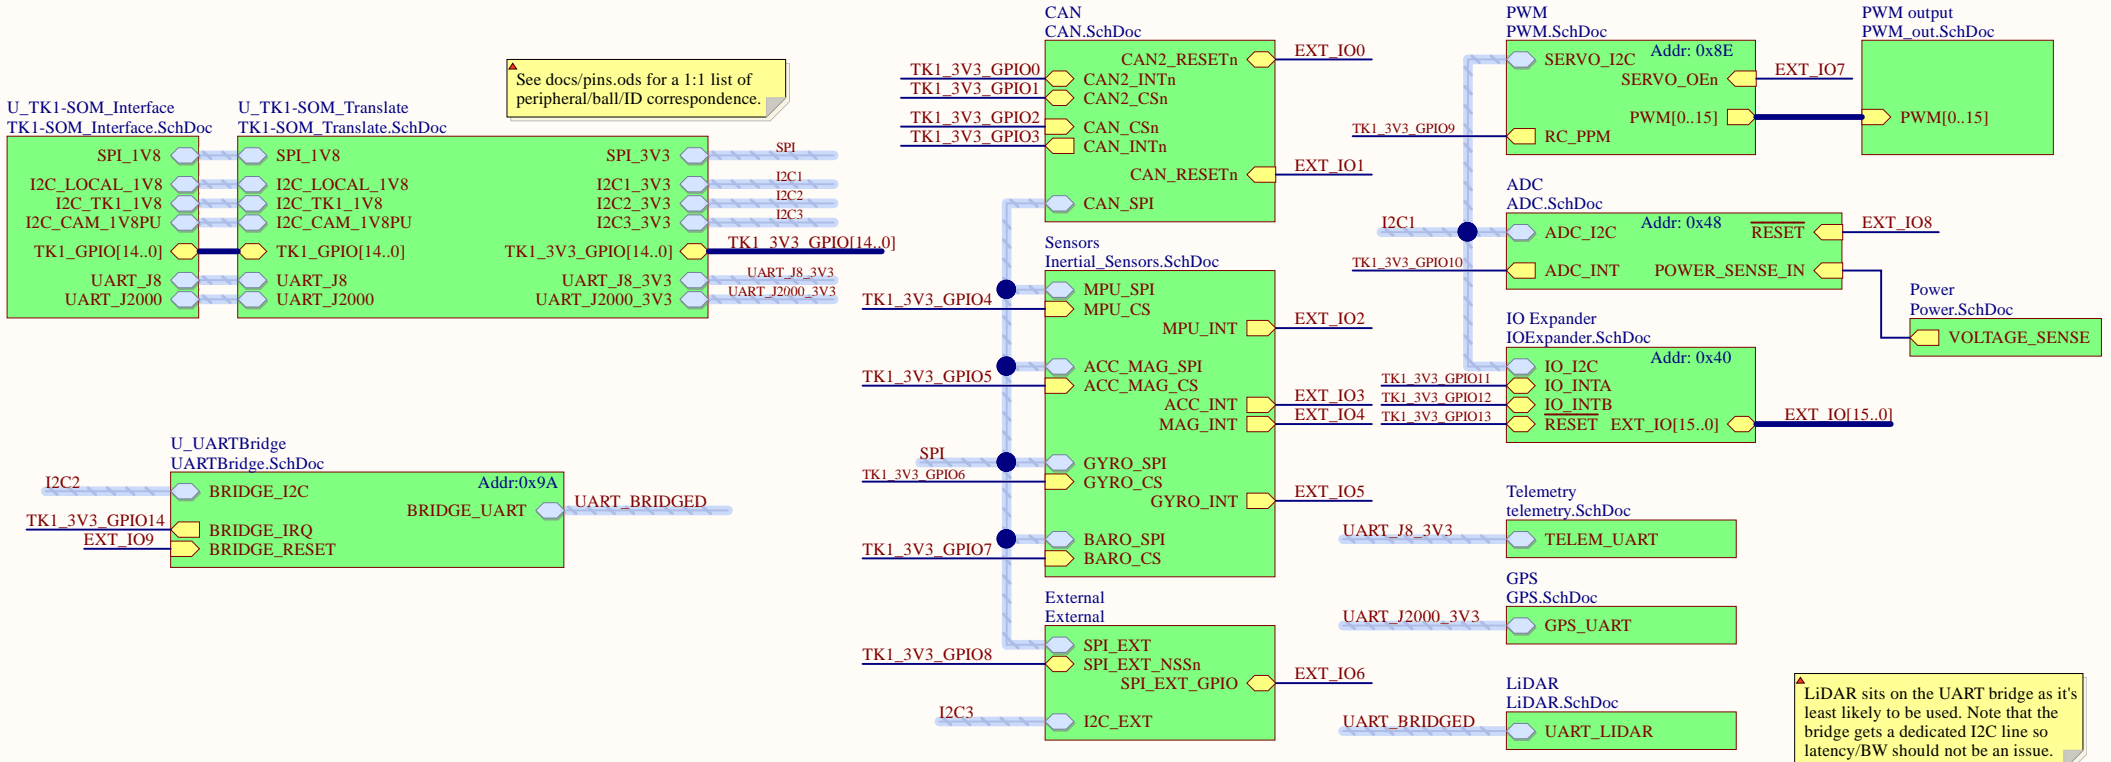 See docs/pins.ods for a 1:1 list of
peripheral/ball/ID correspondence.
U_TK1-SOM_Interface
TK1-SOM_Interface.SchDoc
SPI_1V8
I2C_LOCAL_1V8
I2C_TK1_1V8
I2C_CAM_1V8PU
TK1_GPIO[14..0]
UART_J8
UART_J2000
U_TK1-SOM_Translate
TK1-SOM_Translate.SchDoc
SPI_1V8
I2C_LOCAL_1V8
I2C_TK1_1V8
I2C_CAM_1V8PU
TK1_GPIO[14..0]
UART_J8
UART_J2000
SPI_3V3
I2C1_3V3
I2C2_3V3
I2C3_3V3
TK1_3V3_GPIO[14..0]
UART_J8_3V3
UART_J2000_3V3
SPI
I2C1
I2C2
I2C3
TK1_3V3_GPIO[14..0]
UART_J8_3V3
UART_J2000_3V3
U_UARTBridge
UARTBridge.SchDoc
Addr:0x9A
I2C2
BRIDGE_I2C
BRIDGE_UART
UART_BRIDGED
TK1_3V3_GPIO14
BRIDGE_IRQ
EXT_IO9
BRIDGE_RESET
CAN
CAN.SchDoc
CAN2_RESETn
EXT_IO0
TK1_3V3_GPIO0
CAN2_INTn
TK1_3V3_GPIO1
CAN2_CSn
TK1_3V3_GPIO2
CAN_CSn
TK1_3V3_GPIO3
CAN_INTn
CAN_RESETn
EXT_IO1
CAN_SPI
Sensors
Inertial_Sensors.SchDoc
MPU_SPI
TK1_3V3_GPIO4
MPU_CS
MPU_INT
EXT_IO2
ACC_MAG_SPI
TK1_3V3_GPIO5
ACC_MAG_CS
ACC_INT
EXT_IO3
MAG_INT
EXT_IO4
SPI
GYRO_SPI
TK1_3V3_GPIO6
GYRO_CS
GYRO_INT
EXT_IO5
BARO_SPI
TK1_3V3_GPIO7
BARO_CS
External
External
SPI_EXT
TK1_3V3_GPIO8
SPI_EXT_NSSn
SPI_EXT_GPIO
EXT_IO6
I2C3
I2C_EXT
PWM
PWM.SchDoc
Addr: 0x8E
SERVO_I2C
SERVO_OEn
EXT_IO7
PWM[0..15]
TK1_3V3_GPIO9
RC_PPM
PWM output
PWM_out.SchDoc
PWM[0..15]
ADC
ADC.SchDoc
Addr: 0x48
I2C1
ADC_I2C
RESET
EXT_IO8
TK1_3V3_GPIO10
ADC_INT
POWER_SENSE_IN
Power
Power.SchDoc
VOLTAGE_SENSE
IO Expander
IOExpander.SchDoc
Addr: 0x40
IO_I2C
TK1_3V3_GPIO11
IO_INTA
TK1_3V3_GPIO12
IO_INTB
TK1_3V3_GPIO13
RESET
EXT_IO[15..0]
EXT_IO[15..0]
Telemetry
telemetry.SchDoc
UART_J8_3V3
TELEM_UART
GPS
GPS.SchDoc
UART_J2000_3V3
GPS_UART
LiDAR
LiDAR.SchDoc
UART_BRIDGED
UART_LIDAR
LiDAR sits on the UART bridge as it's
least likely to be used. Note that the
bridge gets a dedicated I2C line so
latency/BW should not be an issue.